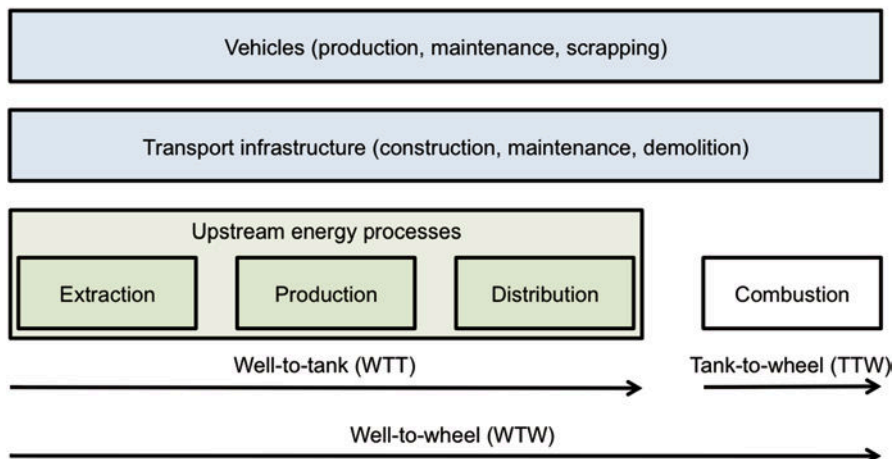 Vehicles (production, maintenance, scrapping)
Transport infrastructure (construction, maintenance, demolition)
Upstream energy processes
Extraction
Production
Distribution
Combustion
Well-to-tank (WTT)
Tank-to-wheel (TTW)
Well-to-wheel (WTW)